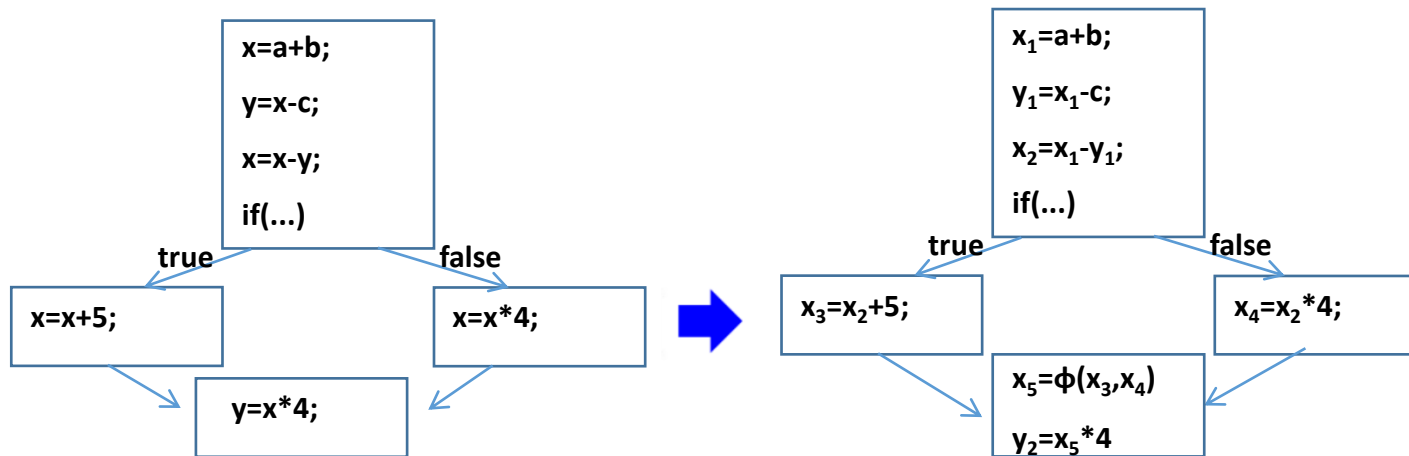 x=a+b;
y=x-c;
x=x-y;
if(...)
true
false
x=x+5;
x=x*4;
y=x*4;
x₁=a+b;
y₁=x₁-c;
x₂=x₁-y₁;
if(...)
true
false
x₃=x₂+5;
x₄=x₂*4;
x₅=ф(x₃,x₄)
y₂=x₅*4